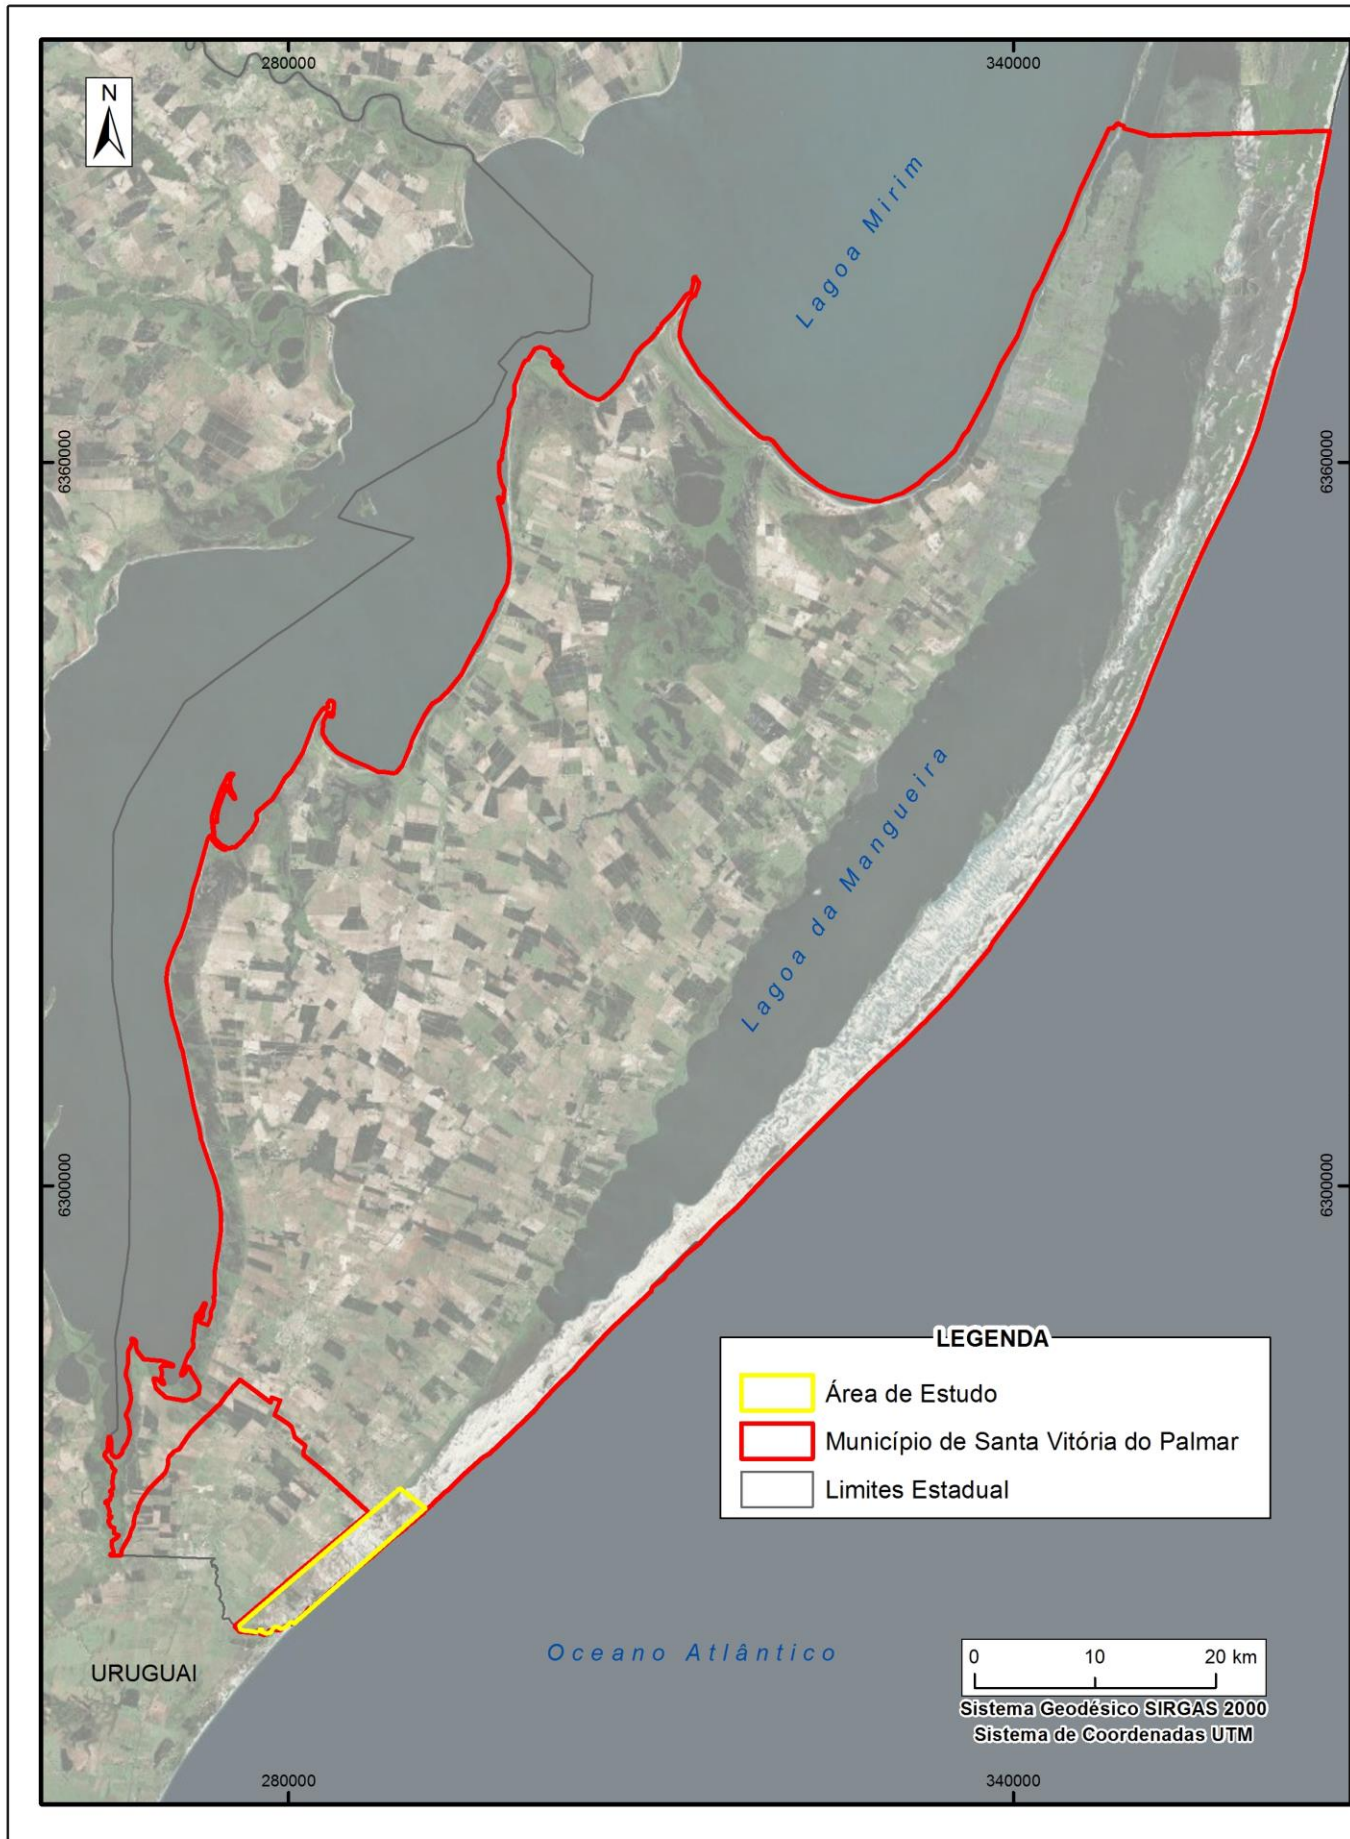 280000
340000
N
Lagoa Mirim
6360000
6360000
Lagoa da Mangueira
6300000
6300000
LEGENDA
Área de Estudo
Município de Santa Vitória do Palmar
Limites Estadual
Oceano Atlântico
URUGUAI
0 10 20 km
Sistema Geodésico SIRGAS 2000
Sistema de Coordenadas UTM
280000
340000